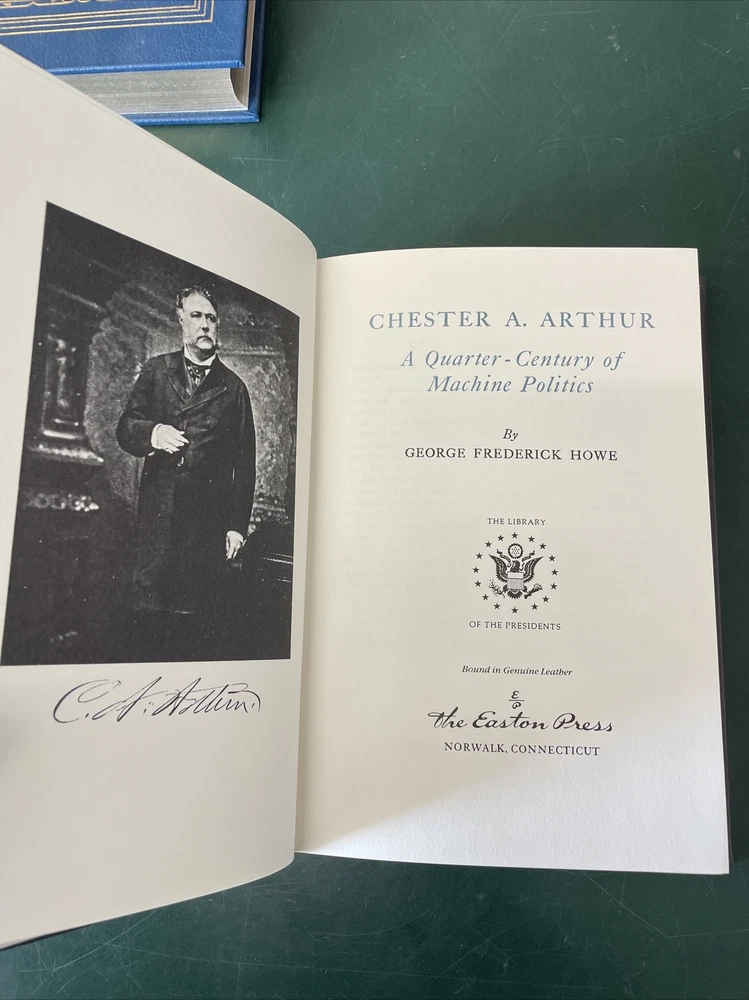 C. A. Arthur.
CHESTER A. ARTHUR
A Quarter-Century of
Machine Politics
By
GEORGE FREDERICK HOWE
THE LIBRARY
OF THE PRESIDENTS
Bound in Genuine Leather
E
P
The Easton Press
NORWALK, CONNECTICUT